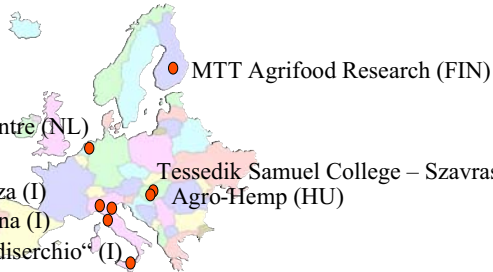 MTT Agrifood Research (FIN)
ntre (NL)
Tessedik Samuel College – Szavras
za (I)
Agro-Hemp (HU)
na (I)
diserchio“ (I)